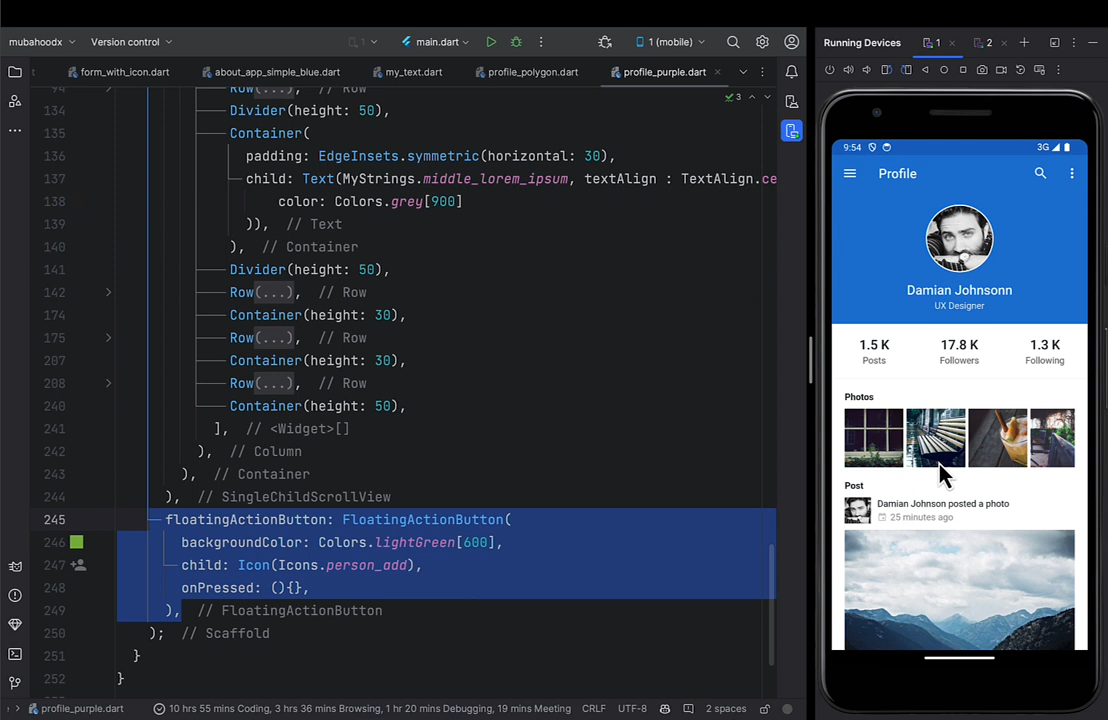 mubahoodx
Version control
1
main.dart
1 (mobile)
form_with_icon.dart
about_app_simple_blue.dart
my_text.dart
profile_polygon.dart
profile_purple.dart
3
94 Row(...), // Row
134 Divider(height: 50),
135 Container(
136 padding: EdgeInsets.symmetric(horizontal: 30),
137 child: Text(MyStrings.middle_lorem_ipsum, textAlign : TextAlign.ce
138 color: Colors.grey[900]
139 )), // Text
140 ), // Container
141 Divider(height: 50),
142 Row(...), // Row
174 Container(height: 30),
175 Row(...), // Row
207 Container(height: 30),
208 Row(...), // Row
240 Container(height: 50),
241 ], // <Widget>[]
242 ), // Column
243 ), // Container
244 ), // SingleChildScrollView
245 floatingActionButton: FloatingActionButton(
246 backgroundColor: Colors.lightGreen[600],
247 child: Icon(Icons.person_add),
248 onPressed: (){},
249 ), // FloatingActionButton
250 ); // Scaffold
251 }
252 }
profile_purple.dart
10 hrs 55 mins Coding, 3 hrs 36 mins Browsing, 1 hr 20 mins Debugging, 19 mins Meeting
CRLF
UTF-8
2 spaces
Running Devices
1
2
9:54
3G
Profile
Damian Johnsonn
UX Designer
1.5 K 17.8 K 1.3 K
Posts Followers Following
Photos
Post
Damian Johnson posted a photo
25 minutes ago